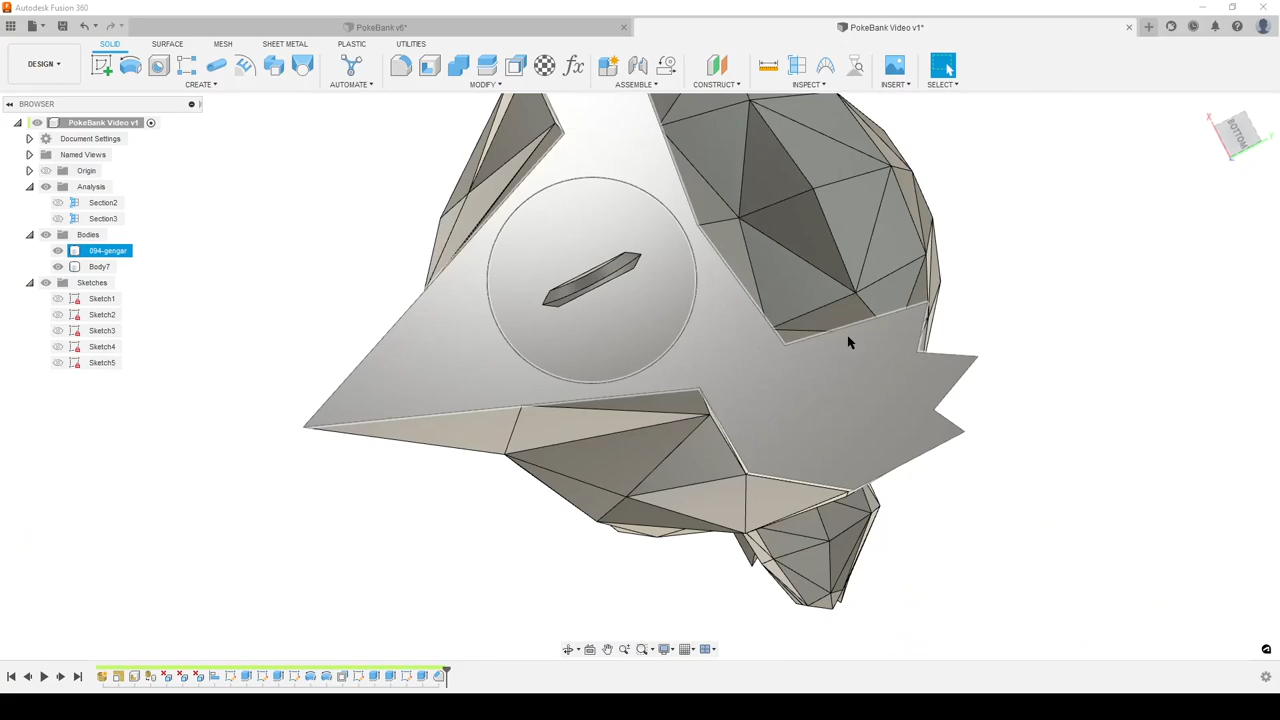 Autodesk Fusion 360
PokeBank v6*
PokeBank Video v1*
SOLID SURFACE MESH SHEET METAL PLASTIC UTILITIES
DESIGN
CREATE AUTOMATE MODIFY ASSEMBLE CONSTRUCT INSPECT INSERT SELECT
BROWSER
PokeBank Video v1
Document Settings
Named Views
Origin
Analysis
Section2
Section3
Bodies
094-gengar
Body7
Sketches
Sketch1
Sketch2
Sketch3
Sketch4
Sketch5
X
BOTTOM
Y